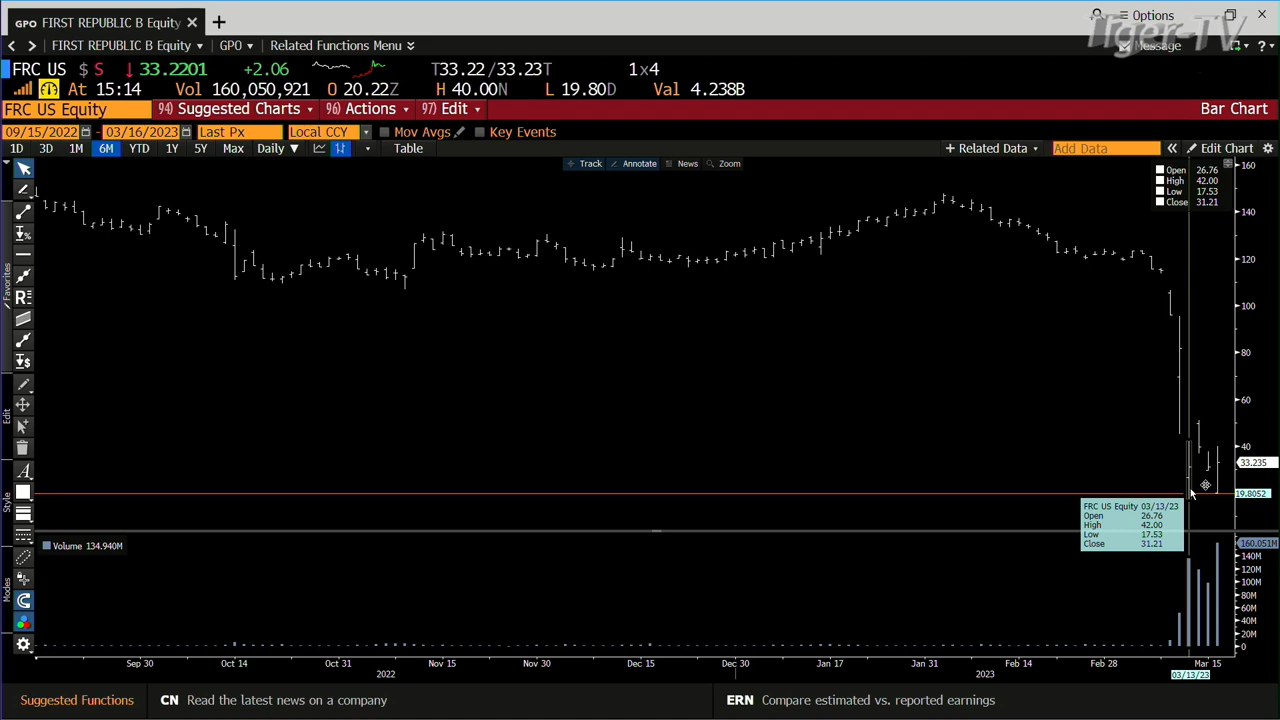 GPO FIRST REPUBLIC B Equity
Options
Tiger-TV
FIRST REPUBLIC B Equity GPO Related Functions Menu Message
FRC US $ S ↓ 33.2201 +2.06 T33.22/33.23T 1x4
At 15:14 Vol 160,050,921 O 20.22Z H 40.00N L 19.80D Val 4.238B
FRC US Equity 94) Suggested Charts 96) Actions 97) Edit Bar Chart
09/15/2022 - 03/16/2023 Last Px Local CCY Mov Avgs Key Events
1D 3D 1M 6M YTD 1Y 5Y Max Daily ▼ Table + Related Data Add Data « Edit Chart
Track Annotate News Zoom
Open 26.76
High 42.00
Low 17.53
Close 31.21
160
140
120
100
80
60
40
33.235
19.8052
FRC US Equity 03/13/23
Open 26.76
High 42.00
Low 17.53
Close 31.21
Favorites
Edit
Style
Modes
Volume 134.940M
160.051M
140M
120M
100M
80M
60M
40M
20M
0
Sep 30 Oct 14 Oct 31 Nov 15 Nov 30 Dec 15 Dec 30 Jan 17 Jan 31 Feb 14 Feb 28 Mar 15
2022 2023 03/13/23
Suggested Functions CN Read the latest news on a company ERN Compare estimated vs. reported earnings